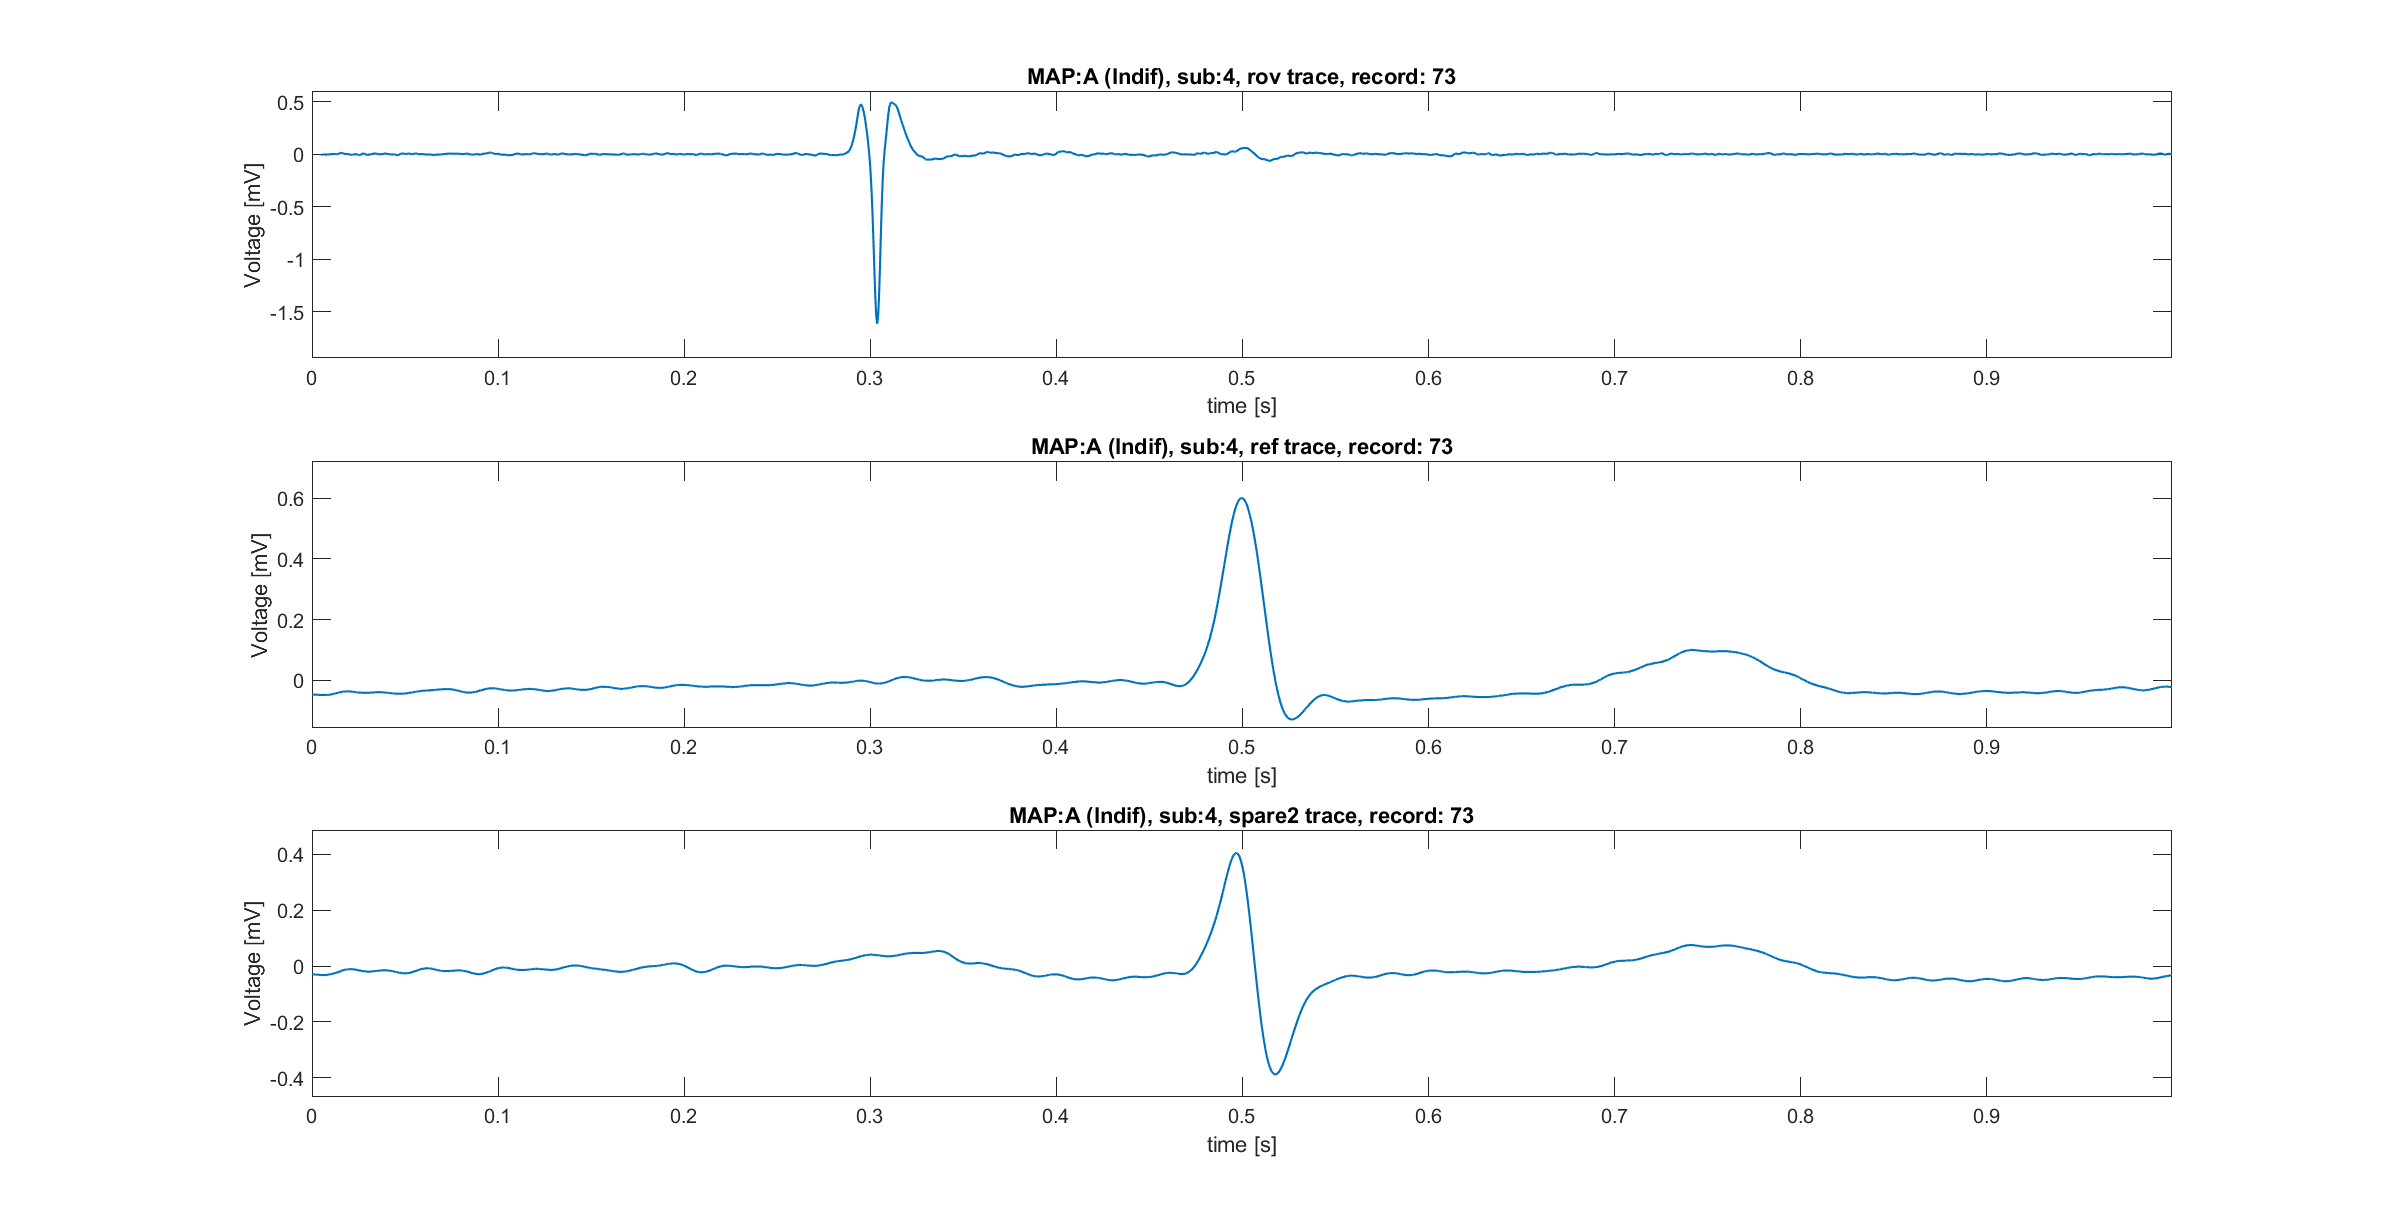 MAP:A (Indif), sub:4, rov trace, record: 73
Voltage [mV]
0.5
0
-0.5
-1
-1.5
0 0.1 0.2 0.3 0.4 0.5 0.6 0.7 0.8 0.9
time [s]
MAP:A (Indif), sub:4, ref trace, record: 73
Voltage [mV]
0.6
0.4
0.2
0
0 0.1 0.2 0.3 0.4 0.5 0.6 0.7 0.8 0.9
time [s]
MAP:A (Indif), sub:4, spare2 trace, record: 73
Voltage [mV]
0.4
0.2
0
-0.2
-0.4
0 0.1 0.2 0.3 0.4 0.5 0.6 0.7 0.8 0.9
time [s]